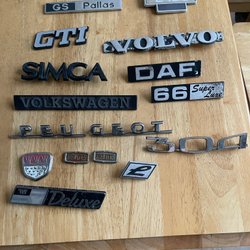 GS Pallas
GTI
VOLVO
SIMCA
DAF
VOLKSWAGEN
66 Super Luxe
PEUGEOT
304
Deluxe